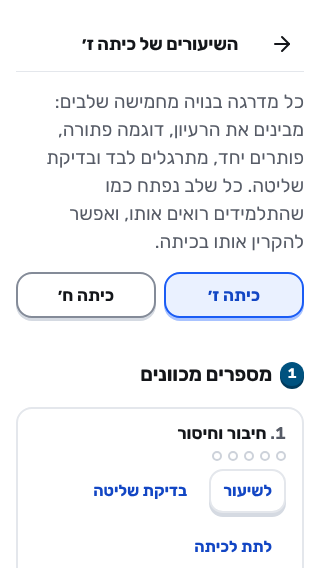 השיעורים של כיתה ז׳
כל מדרגה בנויה מחמישה שלבים:
מבינים את הרעיון, דוגמה פתורה,
פותרים יחד, מתרגלים לבד ובדיקת
שליטה. כל שלב נפתח כמו
שהתלמידים רואים אותו, ואפשר
להקרין אותו בכיתה.
כיתה ז׳
כיתה ח׳
1 מספרים מכוונים
1. חיבור וחיסור
לשיעור
בדיקת שליטה
לתת לכיתה